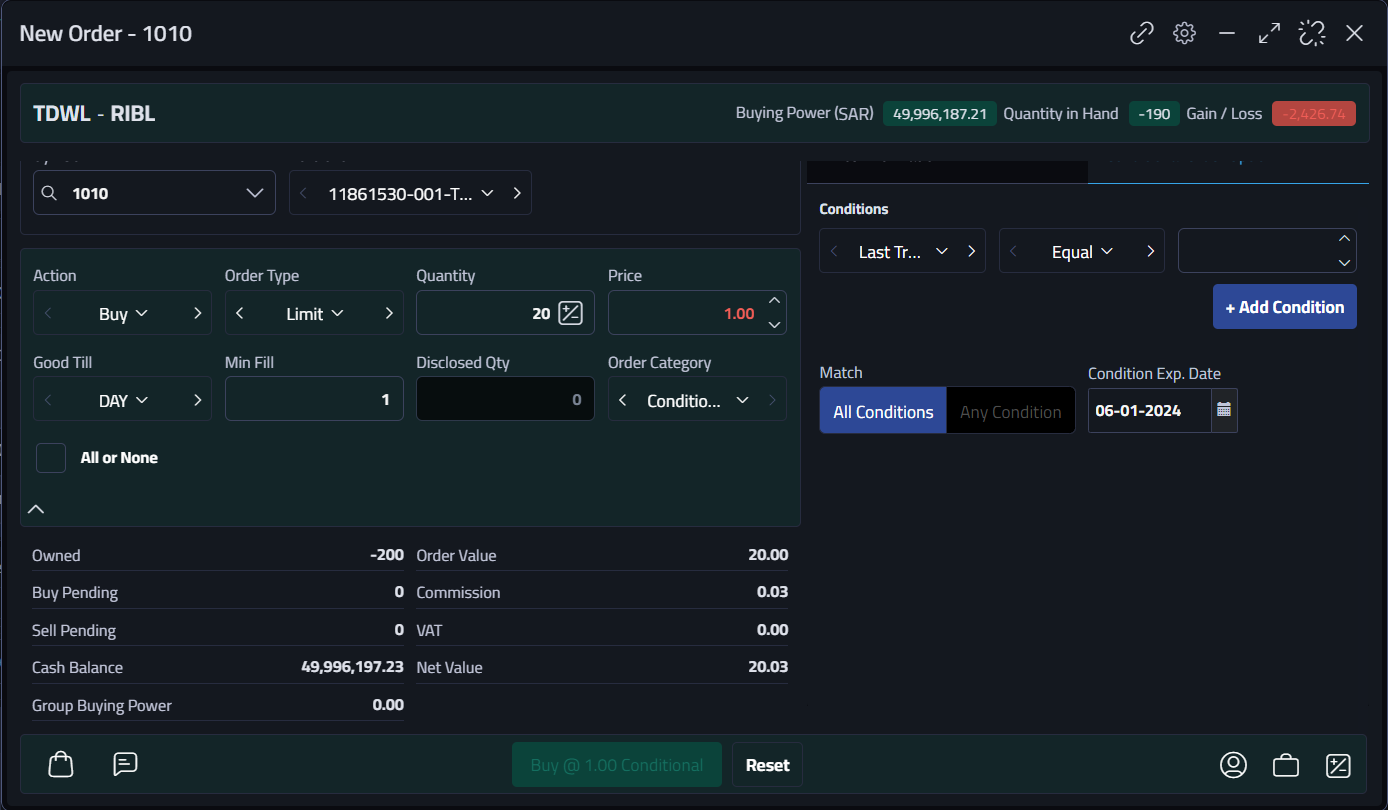 New Order - 1010
TDWL - RIBL
Buying Power (SAR) 49,996,187.21 Quantity in Hand -190 Gain / Loss -2,426.74
1010
11861530-001-T...
Action
Order Type
Quantity
Price
Buy
Limit
20
1.00
Good Till
Min Fill
Disclosed Qty
Order Category
DAY
1
0
Conditio...
All or None
Owned -200
Order Value 20.00
Buy Pending 0
Commission 0.03
Sell Pending 0
VAT 0.00
Cash Balance 49,996,197.23
Net Value 20.03
Group Buying Power 0.00
Conditions
Last Tr...
Equal
+ Add Condition
Match
Condition Exp. Date
All Conditions
Any Condition
06-01-2024
Buy @ 1.00 Conditional
Reset